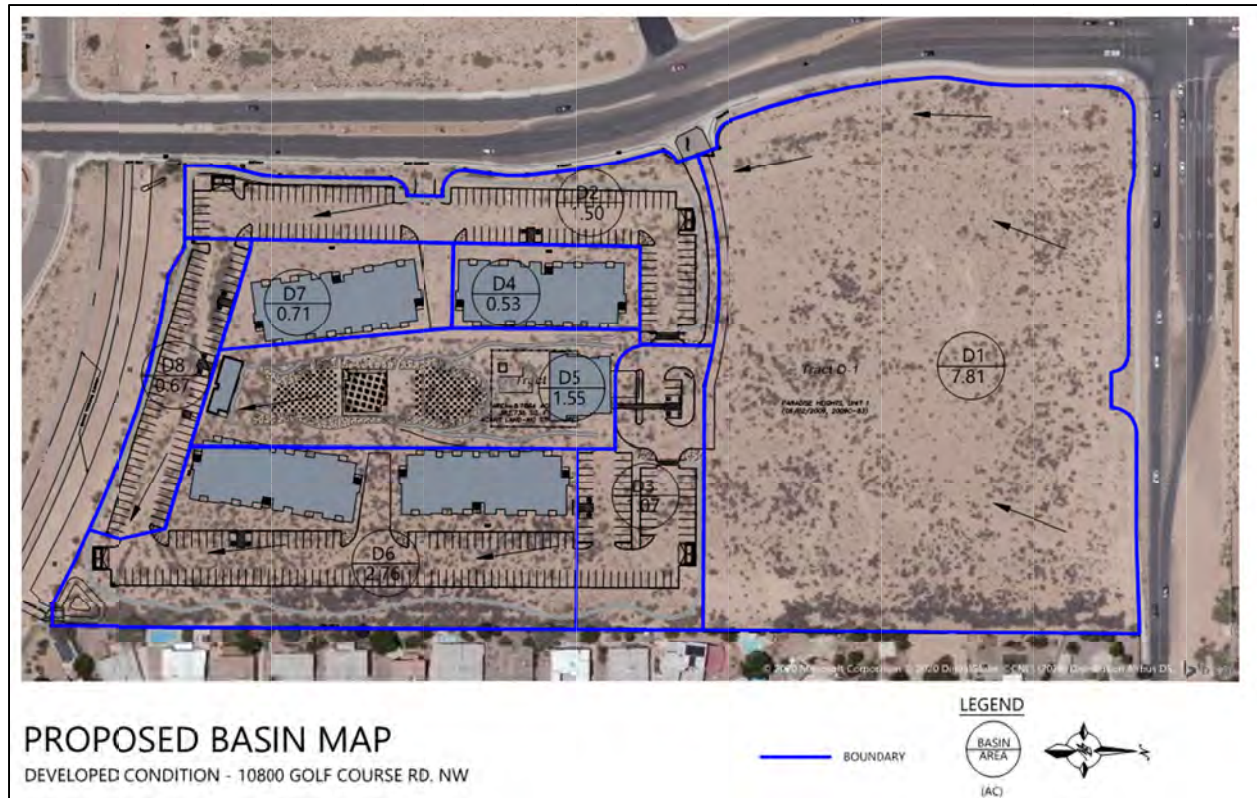 D2
1.50
D7
0.71
D4
0.53
D8
0.67
Tract
D5
1.55
D1
7.81
Tract D-1
PARADISE HEIGHTS, UNIT 1
D3
D6
2.76
PROPOSED BASIN MAP
DEVELOPED CONDITION - 10800 GOLF COURSE RD. NW
BOUNDARY
LEGEND
BASIN
AREA
(AC)